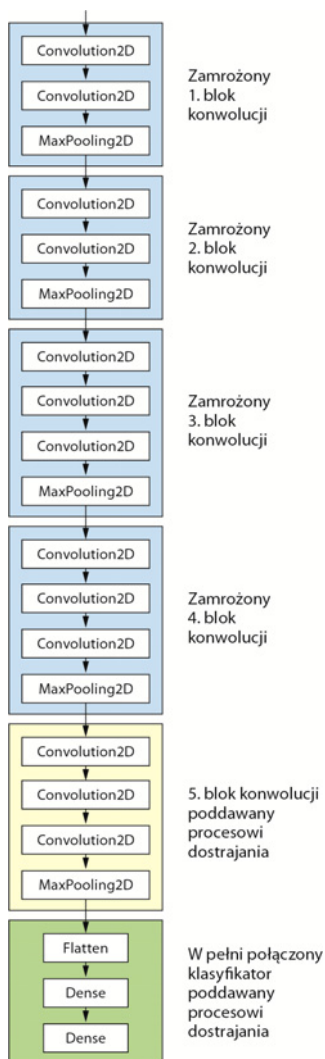 Convolution2D
Convolution2D
MaxPooling2D
Zamrożony
1. blok
konwolucji
Convolution2D
Convolution2D
MaxPooling2D
Zamrożony
2. blok
konwolucji
Convolution2D
Convolution2D
Convolution2D
MaxPooling2D
Zamrożony
3. blok
konwolucji
Convolution2D
Convolution2D
Convolution2D
MaxPooling2D
Zamrożony
4. blok
konwolucji
Convolution2D
Convolution2D
Convolution2D
MaxPooling2D
5. blok konwolucji
poddawany
procesowi
dostrajania
Flatten
Dense
Dense
W pełni połączony
klasyfikator
poddawany
procesowi
dostrajania